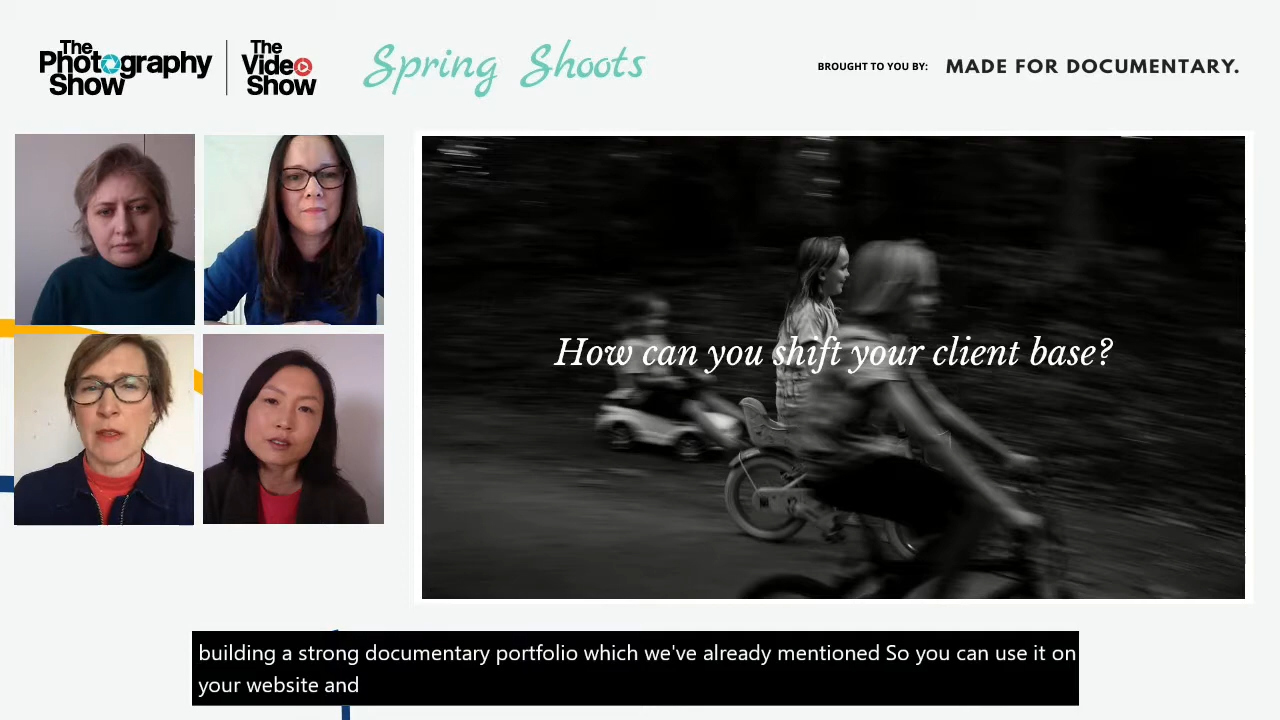 The
Photography
Show
The
Video
Show
Spring Shoots
BROUGHT TO YOU BY:
MADE FOR DOCUMENTARY.
How can you shift your client base?
building a strong documentary portfolio which we've already mentioned So you can use it on
your website and